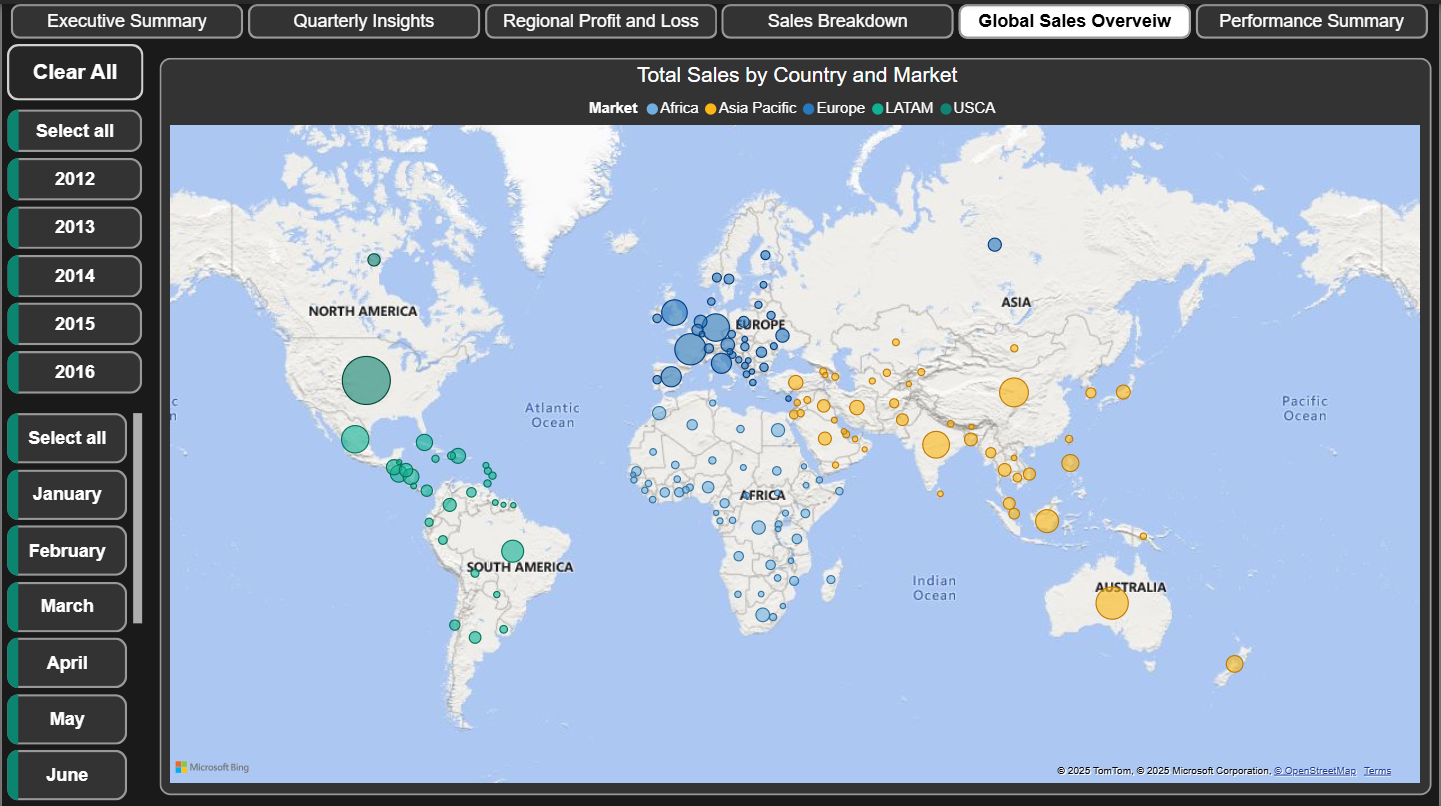 Executive Summary
Quarterly Insights
Regional Profit and Loss
Sales Breakdown
Global Sales Overveiw
Performance Summary
Clear All
Select all
2012
2013
2014
2015
2016
Select all
January
February
March
April
May
June
Total Sales by Country and Market
Market Africa Asia Pacific Europe LATAM USCA
NORTH AMERICA
ASIA
EUROPE
c
n
Atlantic
Ocean
Pacific
Ocean
AFRICA
SOUTH AMERICA
Indian
Ocean
AUSTRALIA
Microsoft Bing
© 2025 TomTom, © 2025 Microsoft Corporation, © OpenStreetMap Terms